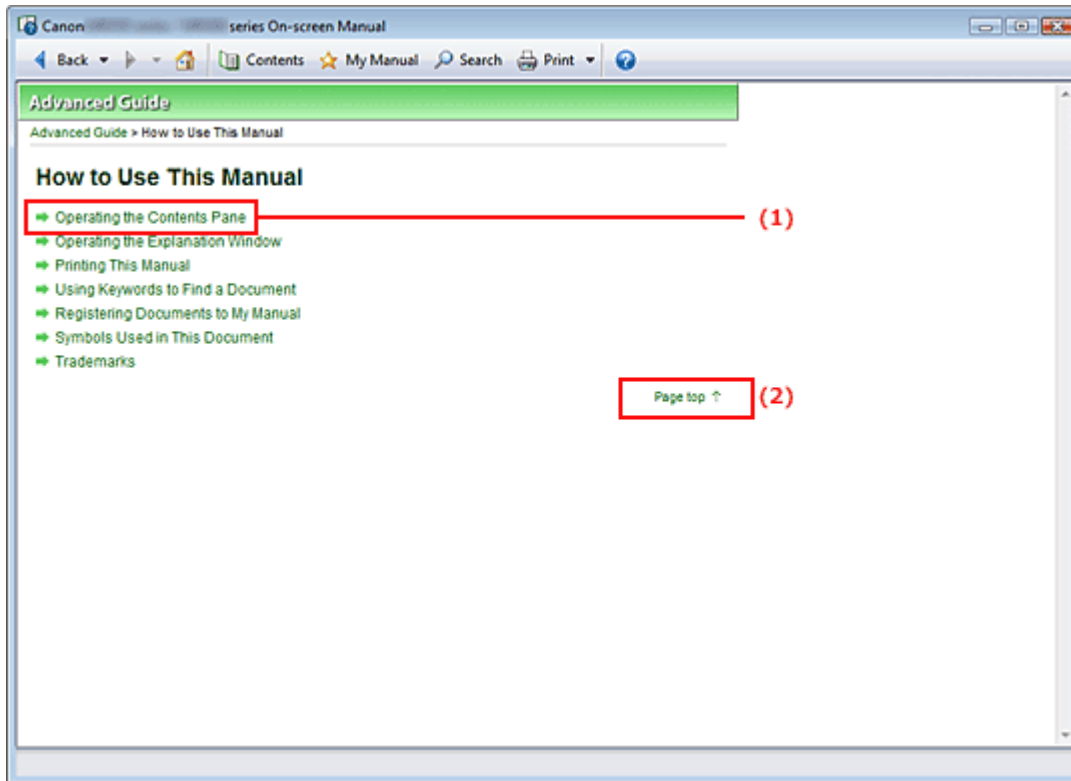 Canon series On-screen Manual
Back Contents My Manual Search Print
Advanced Guide
Advanced Guide > How to Use This Manual
How to Use This Manual
Operating the Contents Pane
(1)
Operating the Explanation Window
Printing This Manual
Using Keywords to Find a Document
Registering Documents to My Manual
Symbols Used in This Document
Trademarks
Page top ↑
(2)